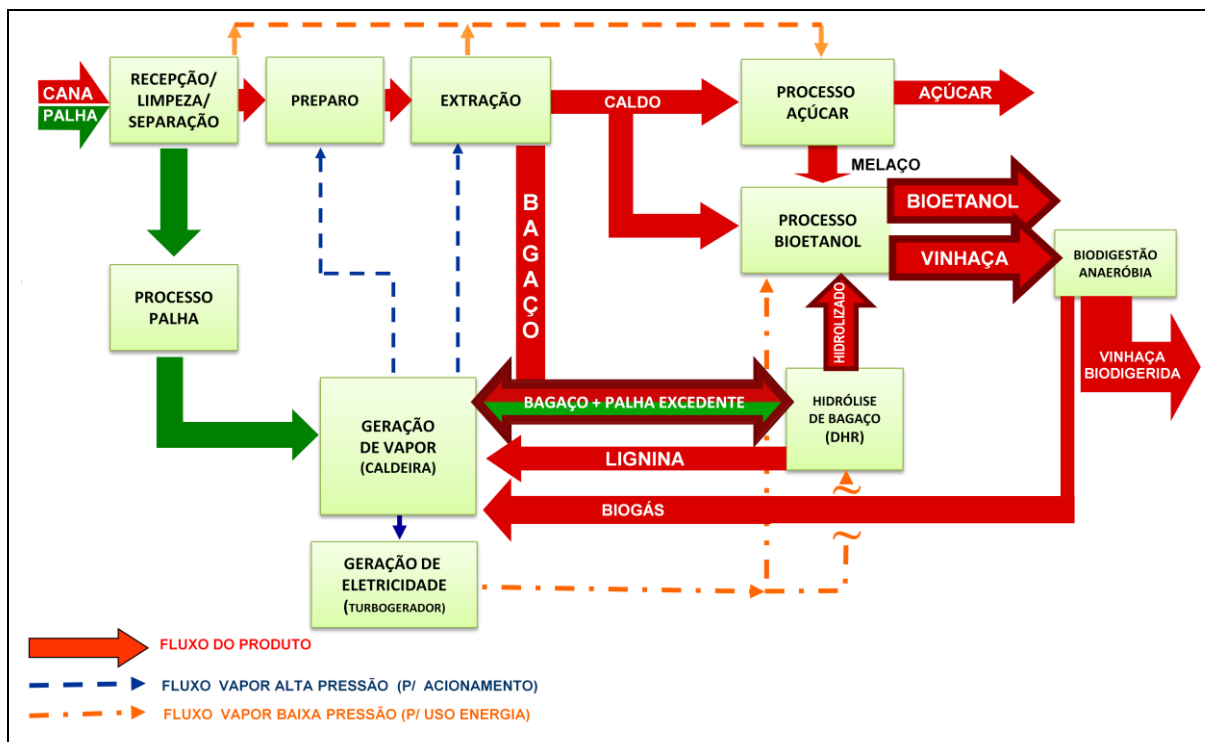 CANA
PALHA
RECEPÇÃO/
LIMPEZA/
SEPARAÇÃO
PREPARO
EXTRAÇÃO
CALDO
PROCESSO
AÇÚCAR
AÇÚCAR
MELAÇO
BAGAÇO
PROCESSO
BIOETANOL
BIOETANOL
VINHAÇA
BIODIGESTÃO
ANAERÓBIA
PROCESSO
PALHA
HIDROLIZADO
VINHAÇA
BIODIGERIDA
GERAÇÃO
DE VAPOR
(CALDEIRA)
BAGAÇO + PALHA EXCEDENTE
HIDRÓLISE
DE BAGAÇO
(DHR)
LIGNINA
BIOGÁS
GERAÇÃO DE
ELETRICIDADE
(TURBOGERADOR)
FLUXO DO PRODUTO
FLUXO VAPOR ALTA PRESSÃO (P/ ACIONAMENTO)
FLUXO VAPOR BAIXA PRESSÃO (P/ USO ENERGIA)